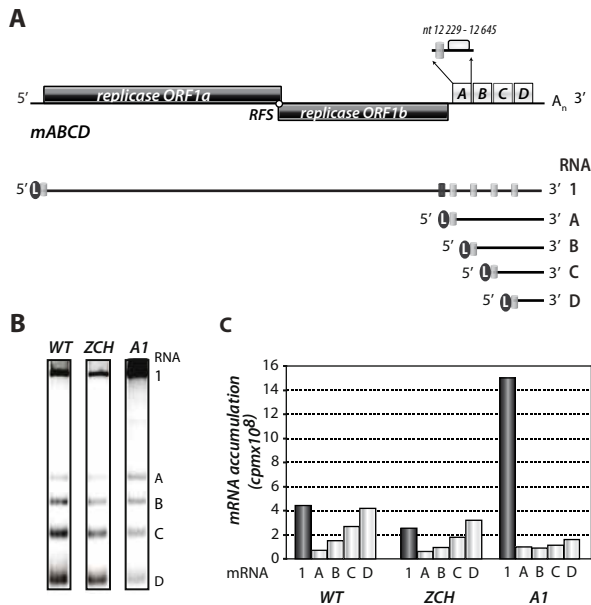 A
nt 12 229 - 12 645
5' replicase ORF1a A B C D An 3'
RFS replicase ORF1b
mABCD
RNA
5' L 3' 1
5' L 3' A
5' L 3' B
5' L 3' C
5' L 3' D
B
WT ZCH A1 RNA
1
A
B
C
D
C
mRNA accumulation
(cpmx10⁸)
16
14
12
10
8
6
4
2
0
mRNA 1 A B C D 1 A B C D 1 A B C D
WT ZCH A1